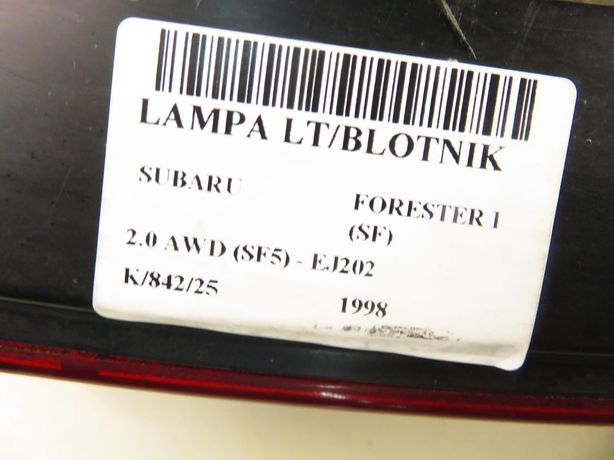 LAMPA LT/BLOTNIK
SUBARU
FORESTER I
(SF)
2.0 AWD (SF5) - EJ202
K/842/25
1998